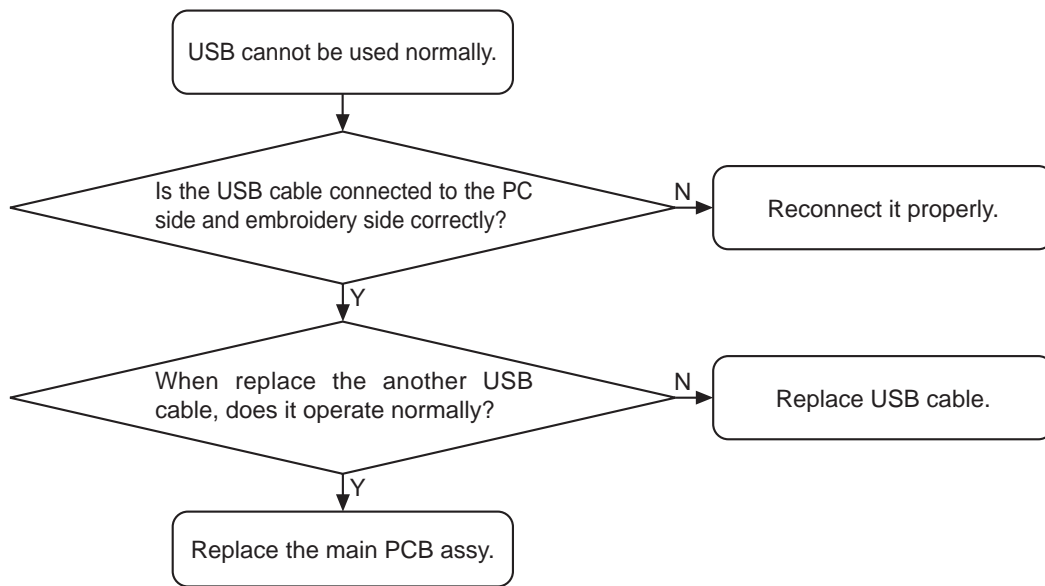 USB cannot be used normally.
Is the USB cable connected to the PC
side and embroidery side correctly?
N
Reconnect it properly.
Y
When replace the another USB
cable, does it operate normally?
N
Replace USB cable.
Y
Replace the main PCB assy.